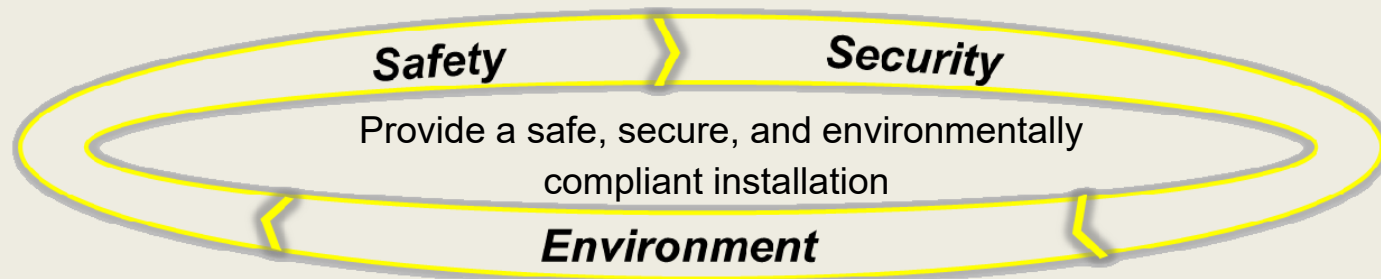 Safety
Security
Provide a safe, secure, and environmentally
compliant installation
Environment